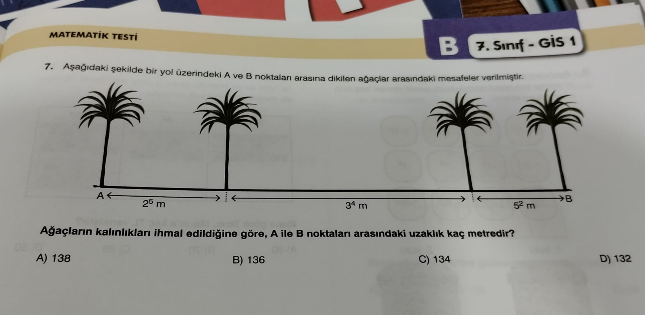 MATEMATİK TESTİ
B 7. Sınıf - GİS 1
7. Aşağıdaki şekilde bir yol üzerindeki A ve B noktaları arasına dikilen ağaçlar arasındaki mesafeler verilmiştir.
A 2⁵ m 3⁴ m 5² m B
Ağaçların kalınlıkları ihmal edildiğine göre, A ile B noktaları arasındaki uzaklık kaç metredir?
A) 138 B) 136 C) 134 D) 132